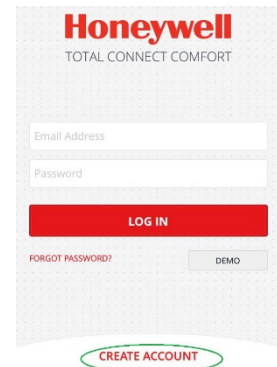 Honeywell
TOTAL CONNECT COMFORT
Email Address
Password
LOG IN
FORGOT PASSWORD?
DEMO
CREATE ACCOUNT